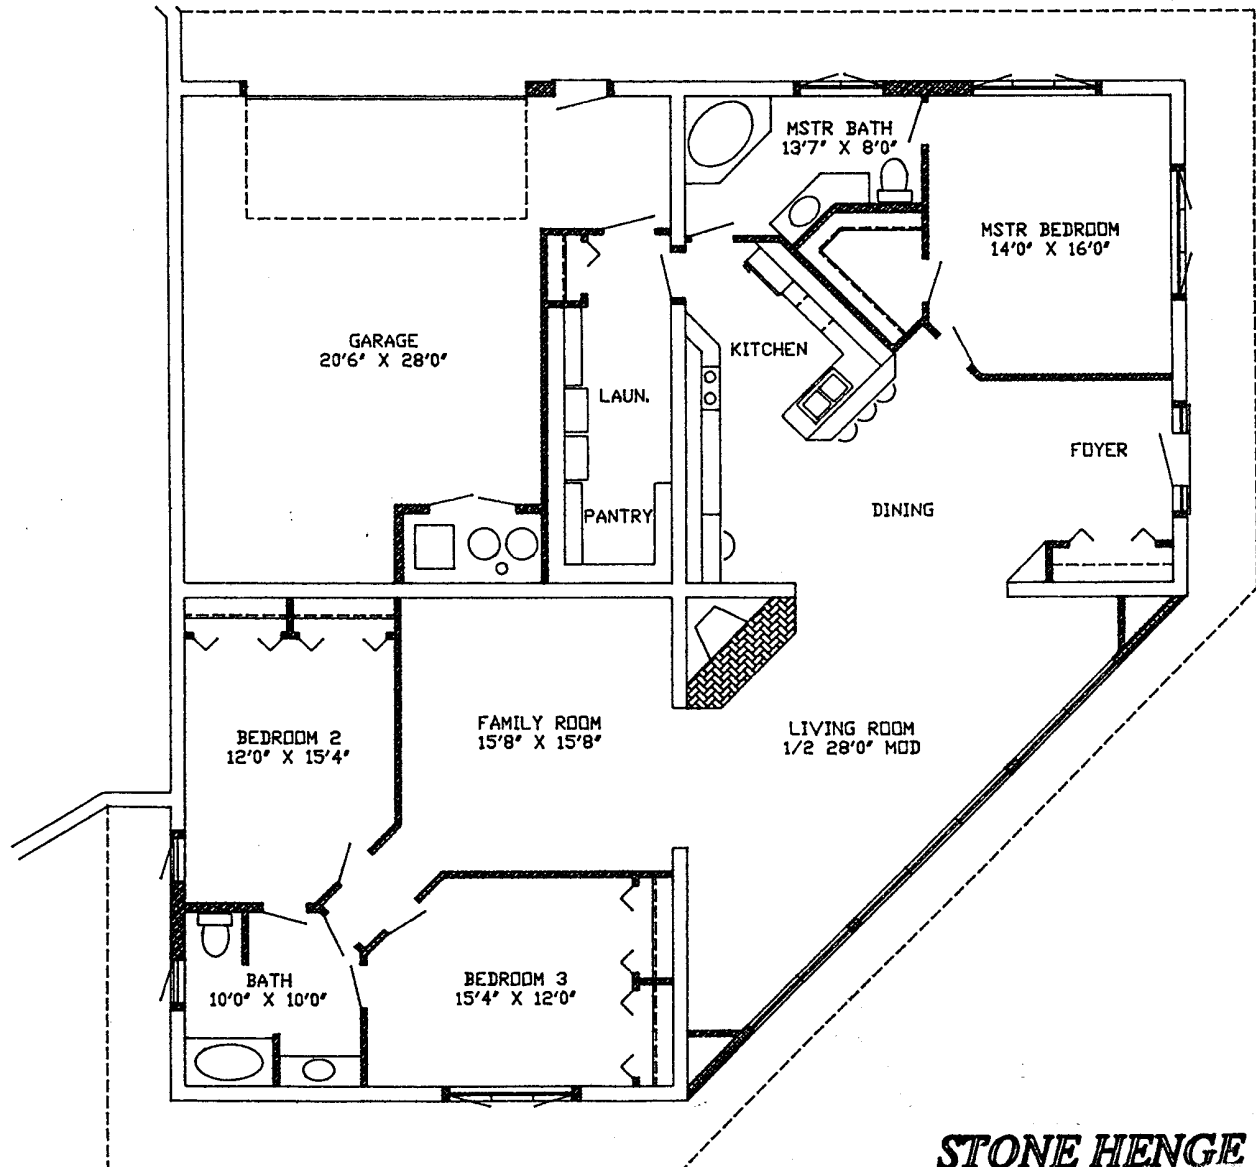 MSTR BATH
13'7" X 8'0"
MSTR BEDROOM
14'0" X 16'0"
GARAGE
20'6" X 28'0"
KITCHEN
LAUN.
FOYER
DINING
PANTRY
FAMILY ROOM
15'8" X 15'8"
LIVING ROOM
1/2 28'0" MOD
BEDROOM 2
12'0" X 15'4"
BATH
10'0" X 10'0"
BEDROOM 3
15'4" X 12'0"
STONE HENGE